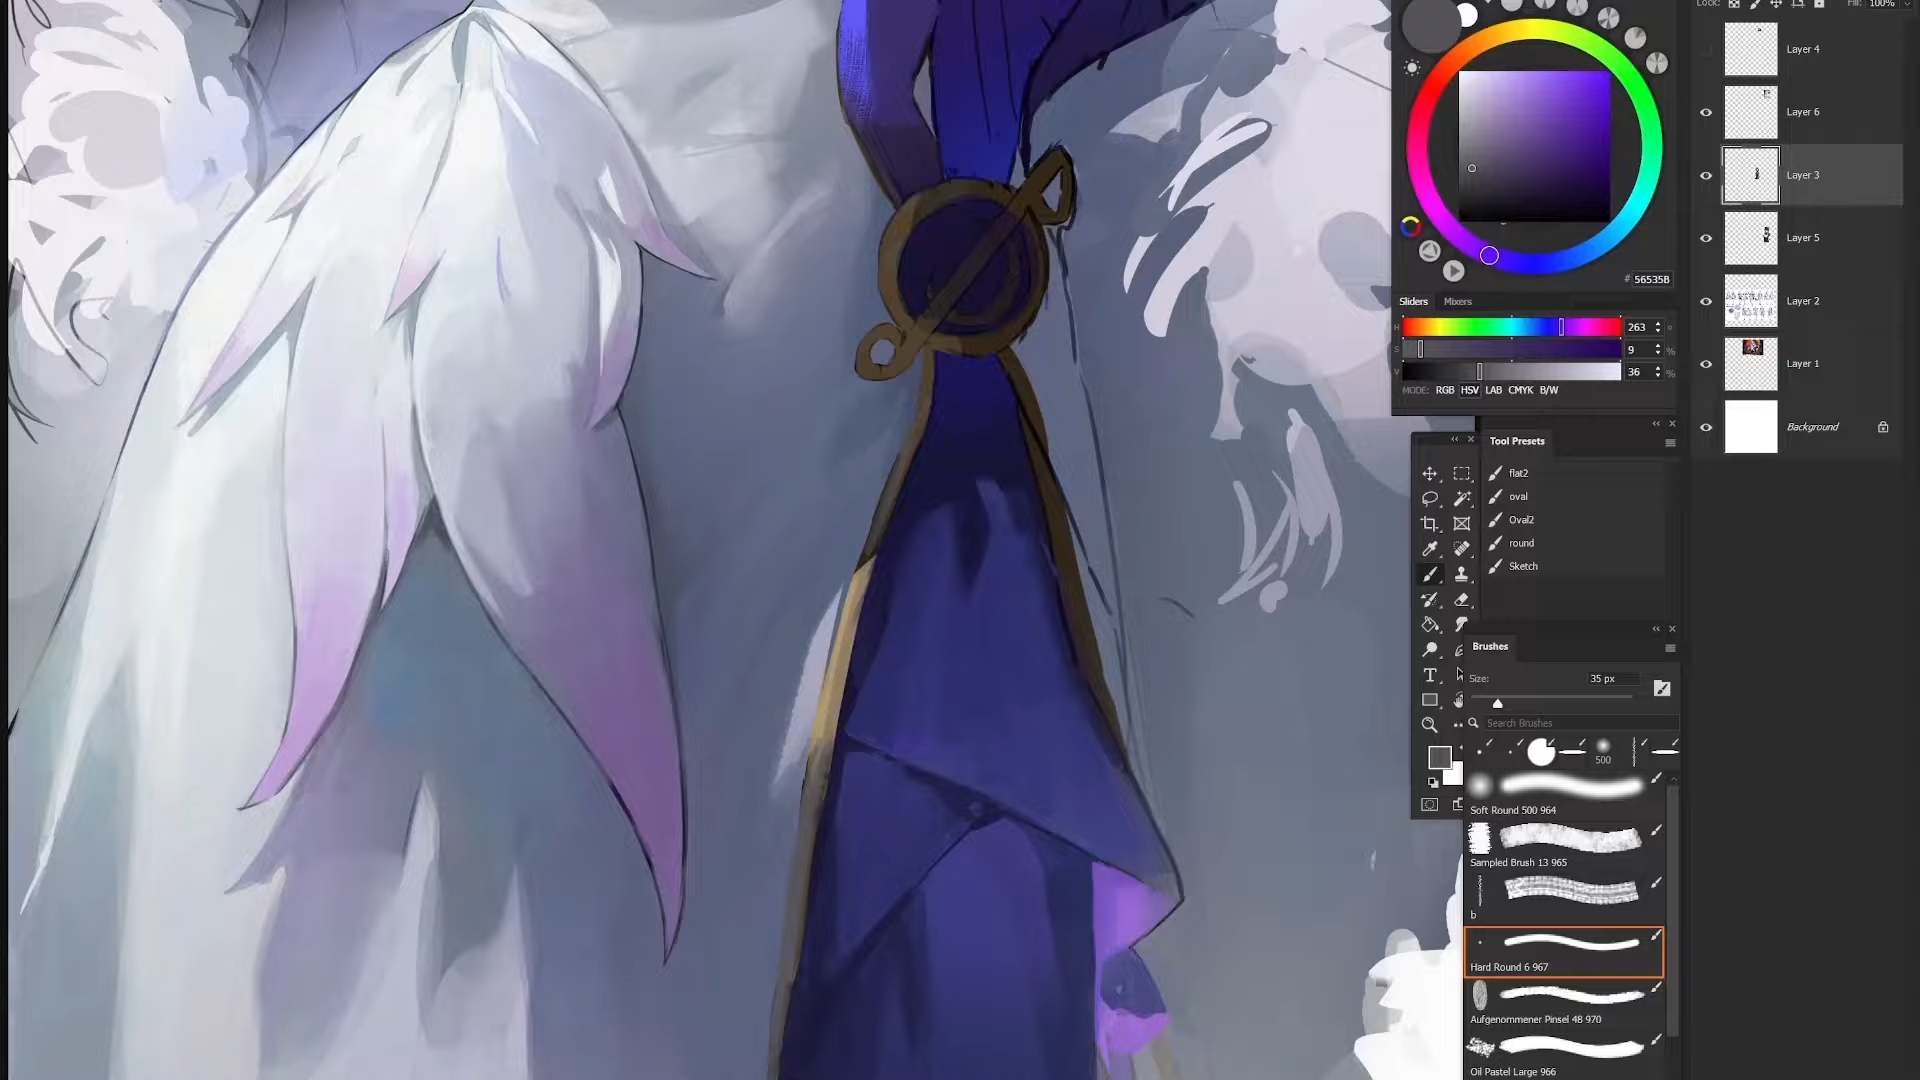 Lock:
Fill: 100%
Layer 4
Layer 6
Layer 3
Layer 5
Layer 2
Layer 1
Background
# 56535B
Sliders Mixers
H 263 °
S 9 %
V 36 %
MODE: RGB HSV LAB CMYK B/W
Tool Presets
flat2
oval
Oval2
round
Sketch
Brushes
Size: 35 px
Search Brushes
500
Soft Round 500 964
Sampled Brush 13 965
b
Hard Round 6 967
Aufgenommener Pinsel 48 970
Oil Pastel Large 966